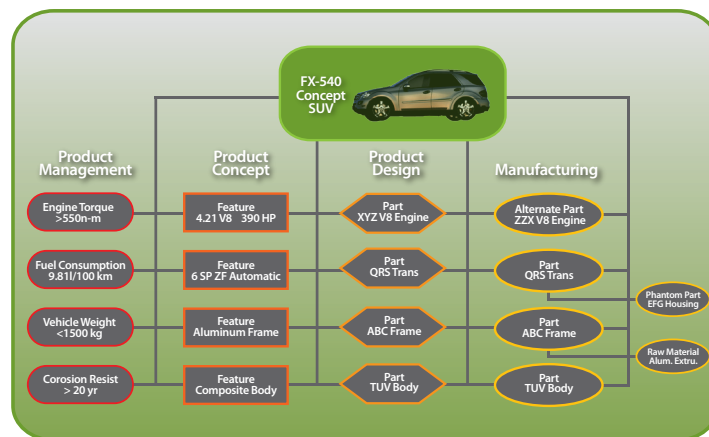 FX-540
Concept
SUV
Product
Management
Product
Concept
Product
Design
Manufacturing
Engine Torque
>550n-m
Feature
4.21 V8 390 HP
Part
XYZ V8 Engine
Alternate Part
ZZX V8 Engine
Fuel Consumption
9.81l/100 km
Feature
6 SP ZF Automatic
Part
QRS Trans
Part
QRS Trans
Phantom Part
EFG Housing
Vehicle Weight
<1500 kg
Feature
Aluminum Frame
Part
ABC Frame
Part
ABC Frame
Raw Material
Alum. Extru.
Corosion Resist
> 20 yr
Feature
Composite Body
Part
TUV Body
Part
TUV Body